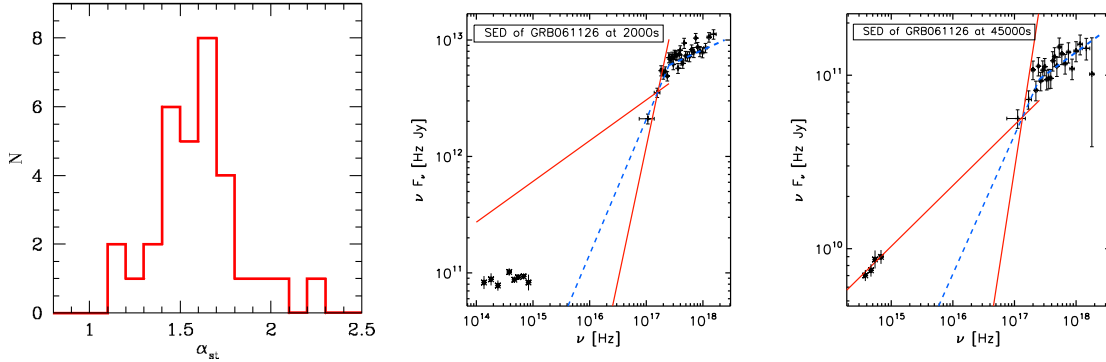 8
6
4
2
0
N
1 1.5 2 2.5
α_st
SED of GRB061126 at 2000s
10^13
10^12
10^11
ν F_ν [Hz Jy]
10^14 10^15 10^16 10^17 10^18
ν [Hz]
SED of GRB061126 at 45000s
10^11
10^10
ν F_ν [Hz Jy]
10^15 10^16 10^17 10^18
ν [Hz]